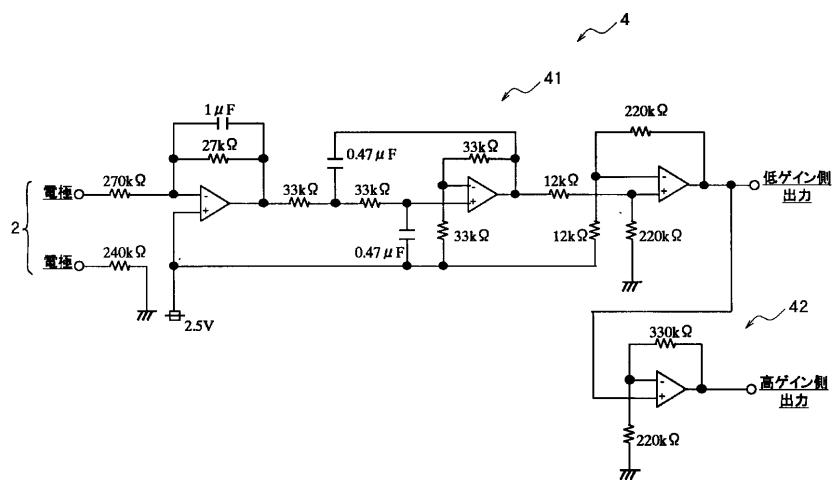 4
41
1μF
27kΩ
220kΩ
0.47μF
33kΩ
電極
270kΩ
33kΩ
33kΩ
12kΩ
低ゲイン側
出力
2
0.47μF
33kΩ
12kΩ
220kΩ
電極
240kΩ
2.5V
42
330kΩ
高ゲイン側
出力
220kΩ